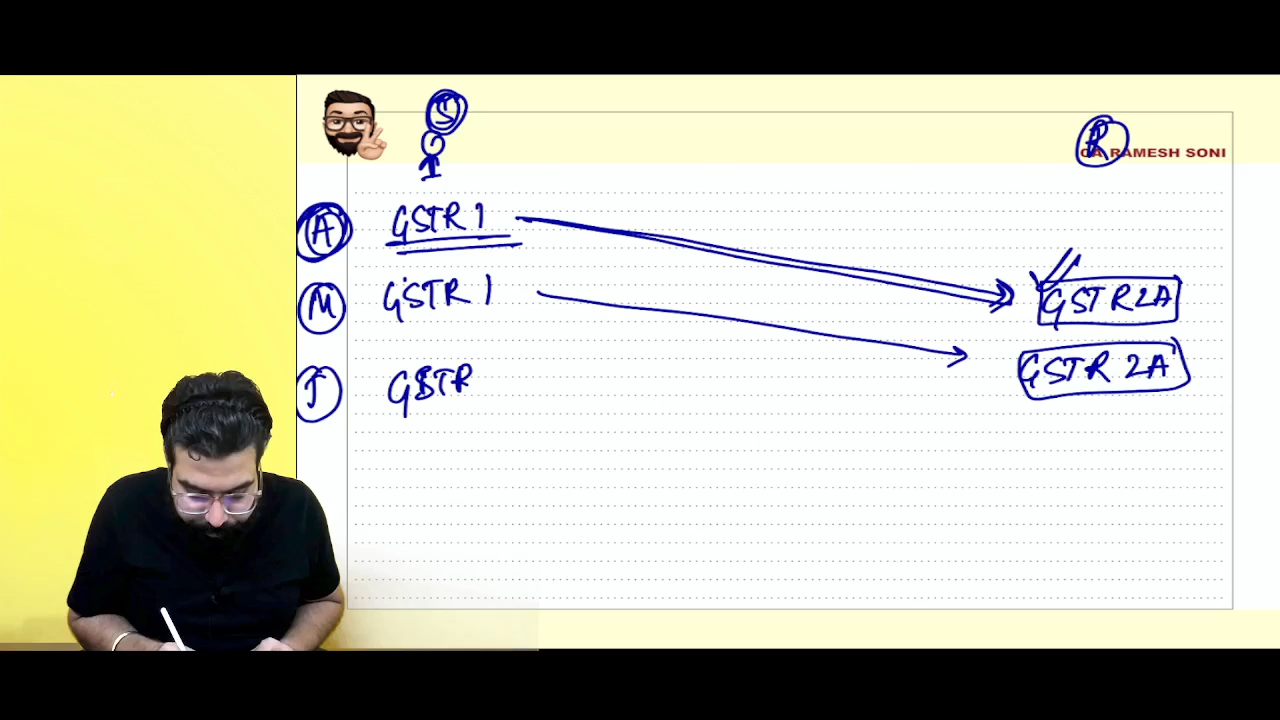 S
R
CA RAMESH SONI
A GSTR 1
GSTR 2A
M GSTR 1
GSTR 2A
J GSTR